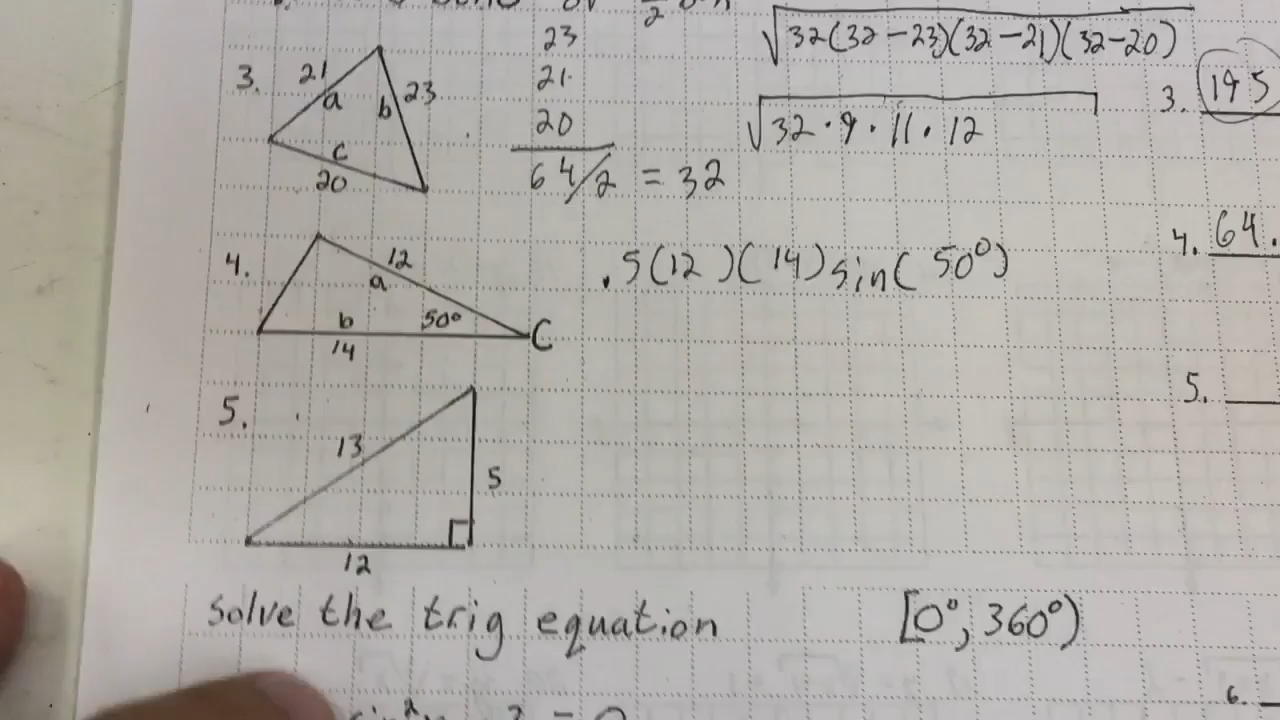 √32(32-23)(32-21)(32-20)
23
21
20
64/2 = 32
√32·9·11·12
3. 195
3.
21
a
b
23
c
20
4.
12
a
b
50°
14
C
.5(12)(14)sin(50°)
4. 64.
5.
13
5
12
5.
Solve the trig equation [0°, 360°)
6.